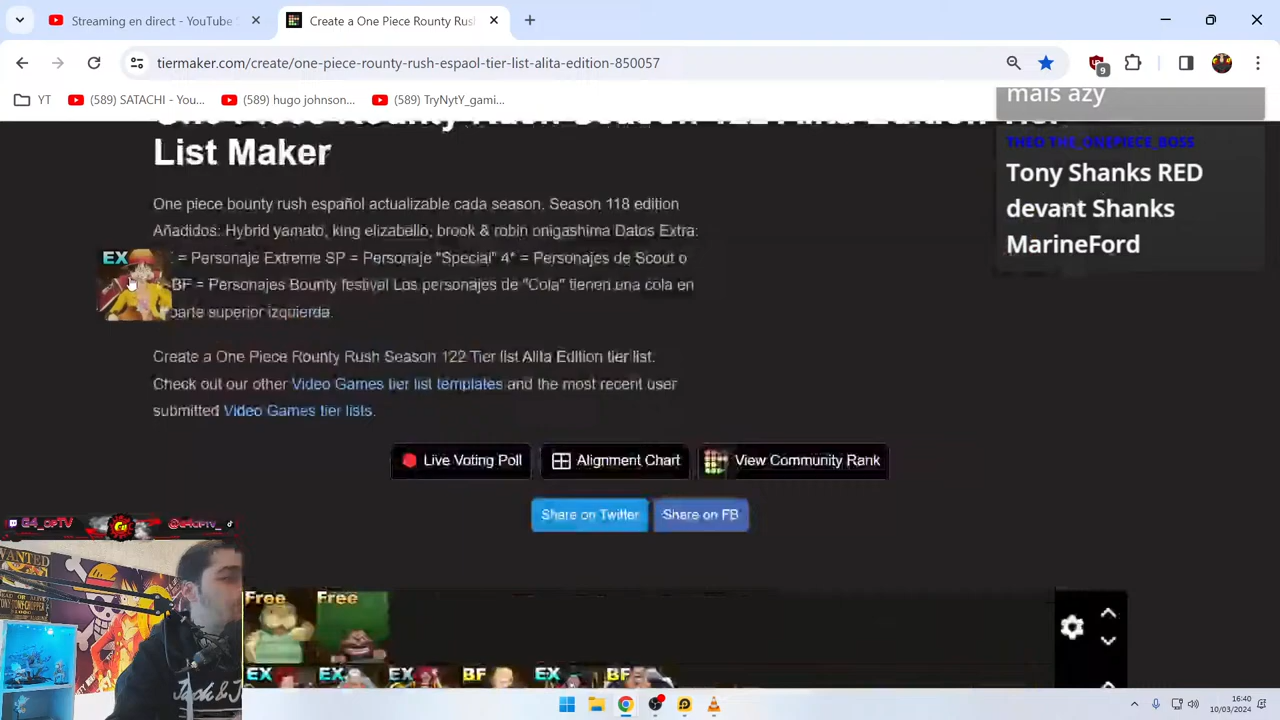 Streaming en direct - YouTube
Create a One Piece Rounty Rus
tiermaker.com/create/one-piece-rounty-rush-espaol-tier-list-alita-edition-850057
9
YT
(589) SATACHI - You...
(589) hugo johnson...
(589) TryNytY_gami...
mais azy
List Maker
THEO THE_ONEPIECE_BOSS
Tony Shanks RED
devant Shanks
MarineFord
One piece bounty rush español actualizable cada season. Season 118 edition
Añadidos: Hybrid yamato, king elizabello, brook & robin onigashima Datos Extra:
EX
= Personaje Extreme SP = Personaje "Special" 4* = Personajes de Scout o
BF = Personajes Bounty festival Los personajes de "Cola" tienen una cola en
parte superior izquierda.
Create a One Piece Rounty Rush Season 122 Tier list Alita Edition tier list.
Check out our other Video Games tier list templates and the most recent user
submitted Video Games tier lists.
Live Voting Poll
Alignment Chart
View Community Rank
Share on Twitter
Share on FB
G4_OPTV
@G4OPTV_
WANTED
Free
Free
EX
EX
EX
BF
EX
BF
16:40
10/03/2024